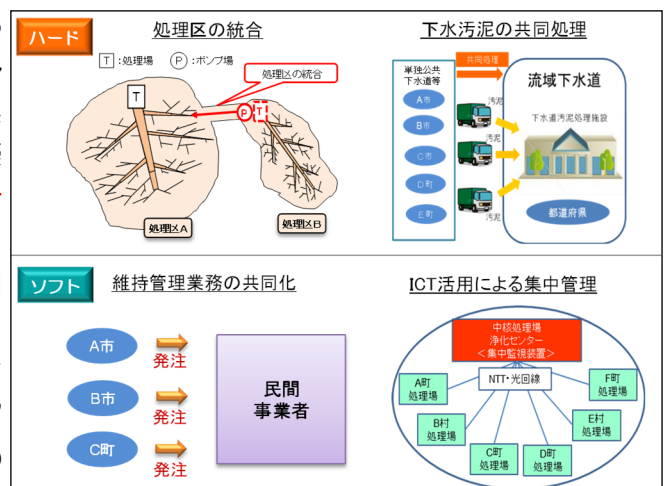 ハード
処理区の統合
T :処理場 P :ポンプ場
処理区の統合
T
P
T
処理区A
処理区B
下水汚泥の共同処理
単独公共
下水道等
共同処理
流域下水道
A市
B市
C市
D町
E町
汚泥
汚泥
汚泥
下水道汚泥処理施設
都道府県
ソフト
維持管理業務の共同化
A市
発注
B市
発注
C町
発注
民間
事業者
ICT活用による集中管理
中核処理場
浄化センター
<集中監視装置>
NTT・光回線
A町
処理場
B村
処理場
C町
処理場
D町
処理場
E村
処理場
F町
処理場